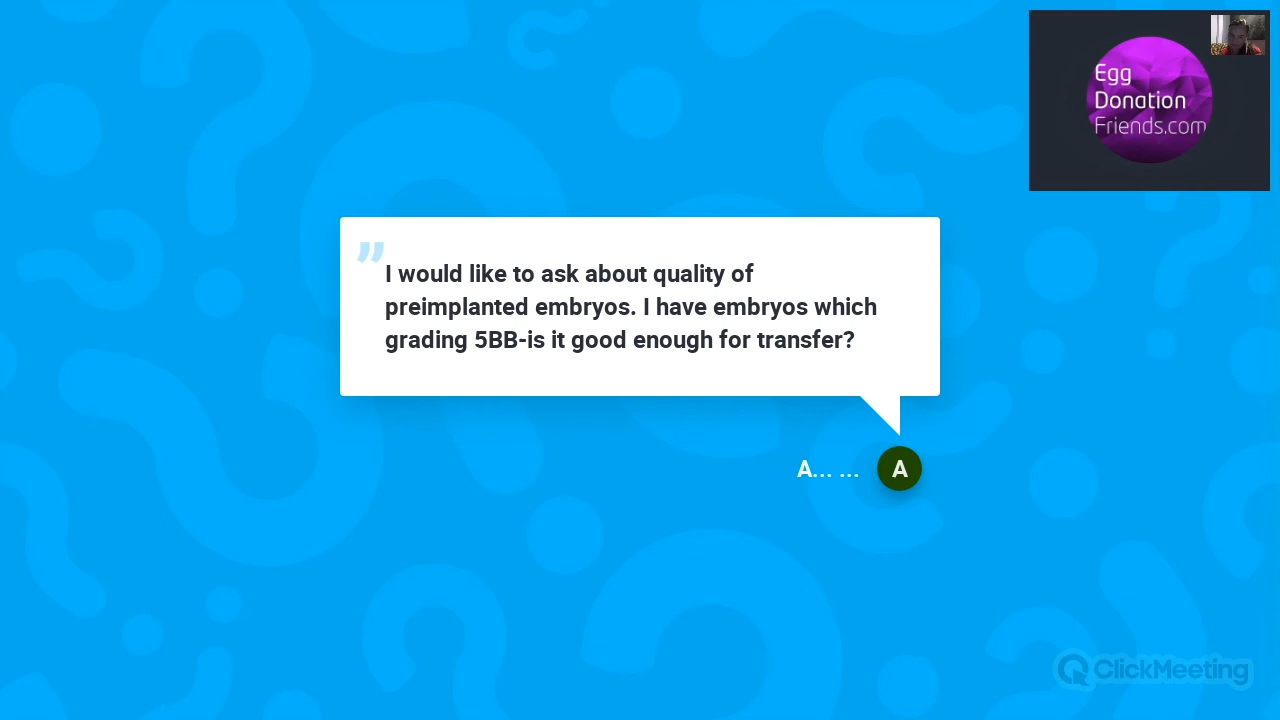 Egg
Donation
Friends.com
”
I would like to ask about quality of
preimplanted embryos. I have embryos which
grading 5BB-is it good enough for transfer?
A... ...
A
ClickMeeting